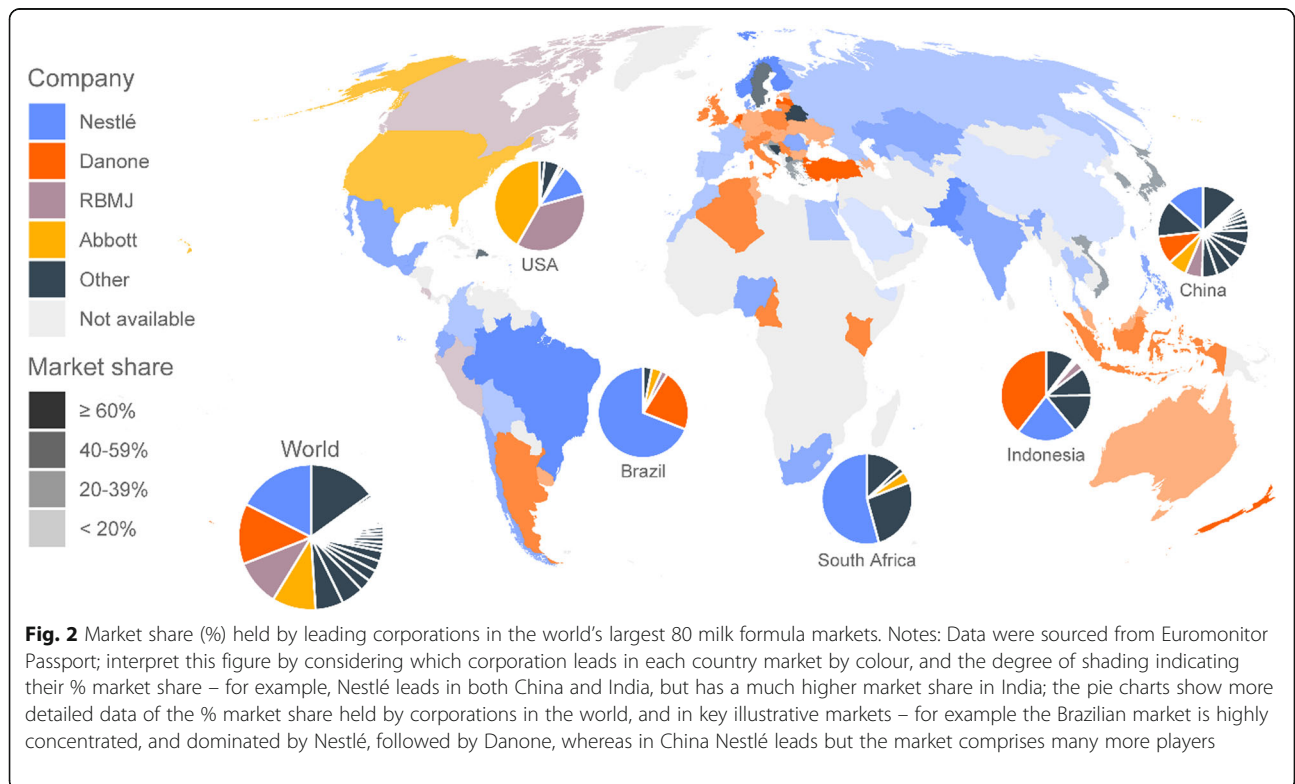 Company
Nestlé
Danone
RBMJ
Abbott
Other
Not available
Market share
≥ 60%
40-59%
20-39%
< 20%
World
USA
Brazil
South Africa
Indonesia
China
Fig. 2 Market share (%) held by leading corporations in the world's largest 80 milk formula markets. Notes: Data were sourced from Euromonitor
Passport; interpret this figure by considering which corporation leads in each country market by colour, and the degree of shading indicating
their % market share – for example, Nestlé leads in both China and India, but has a much higher market share in India; the pie charts show more
detailed data of the % market share held by corporations in the world, and in key illustrative markets – for example the Brazilian market is highly
concentrated, and dominated by Nestlé, followed by Danone, whereas in China Nestlé leads but the market comprises many more players